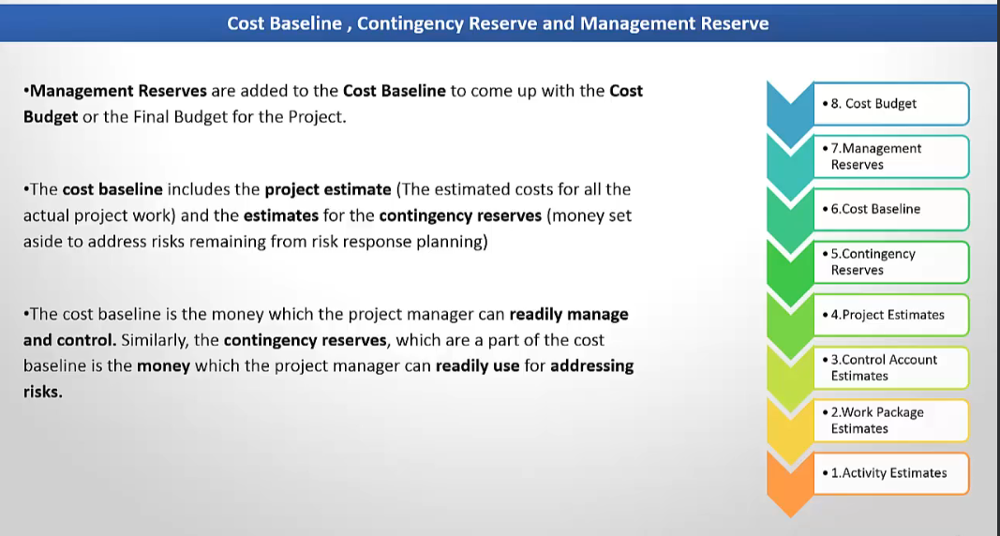 Cost Baseline , Contingency Reserve and Management Reserve
•Management Reserves are added to the Cost Baseline to come up with the Cost
Budget or the Final Budget for the Project.
•The cost baseline includes the project estimate (The estimated costs for all the
actual project work) and the estimates for the contingency reserves (money set
aside to address risks remaining from risk response planning)
•The cost baseline is the money which the project manager can readily manage
and control. Similarly, the contingency reserves, which are a part of the cost
baseline is the money which the project manager can readily use for addressing
risks.
• 8. Cost Budget
• 7.Management
Reserves
• 6.Cost Baseline
• 5.Contingency
Reserves
• 4.Project Estimates
• 3.Control Account
Estimates
• 2.Work Package
Estimates
• 1.Activity Estimates